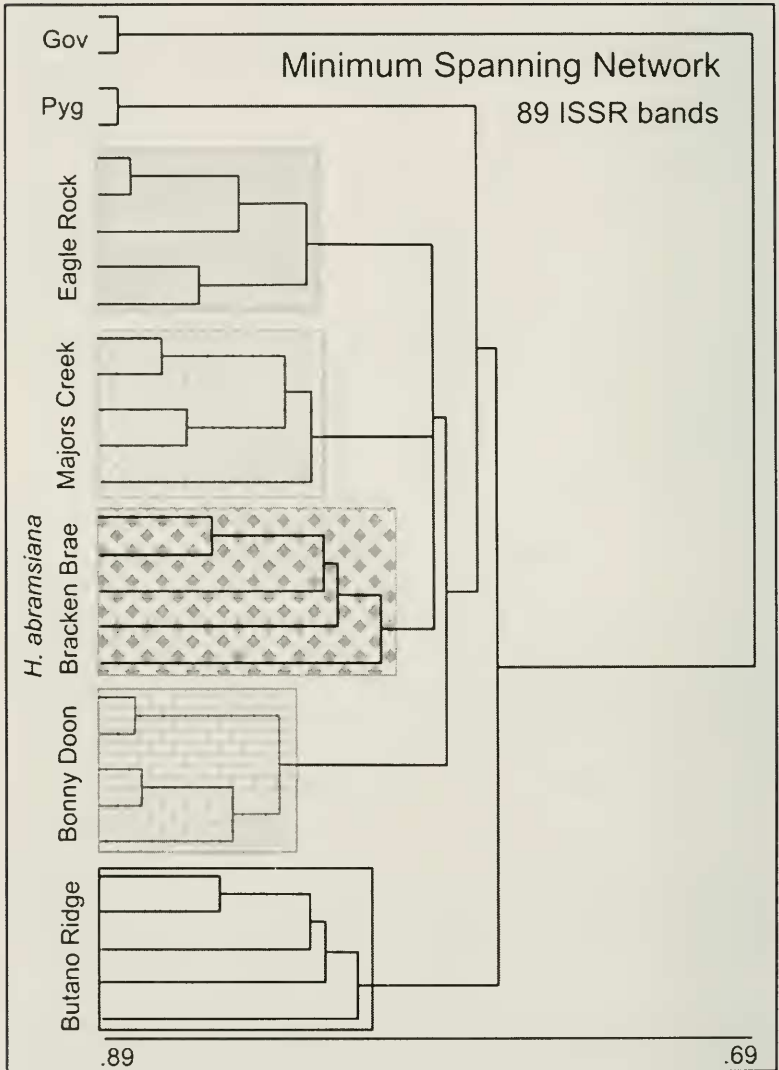 Gov
Minimum Spanning Network
Pyg
89 ISSR bands
Eagle Rock
Majors Creek
H. abramsiana
Bracken Brae
Bonny Doon
Butano Ridge
.89
.69